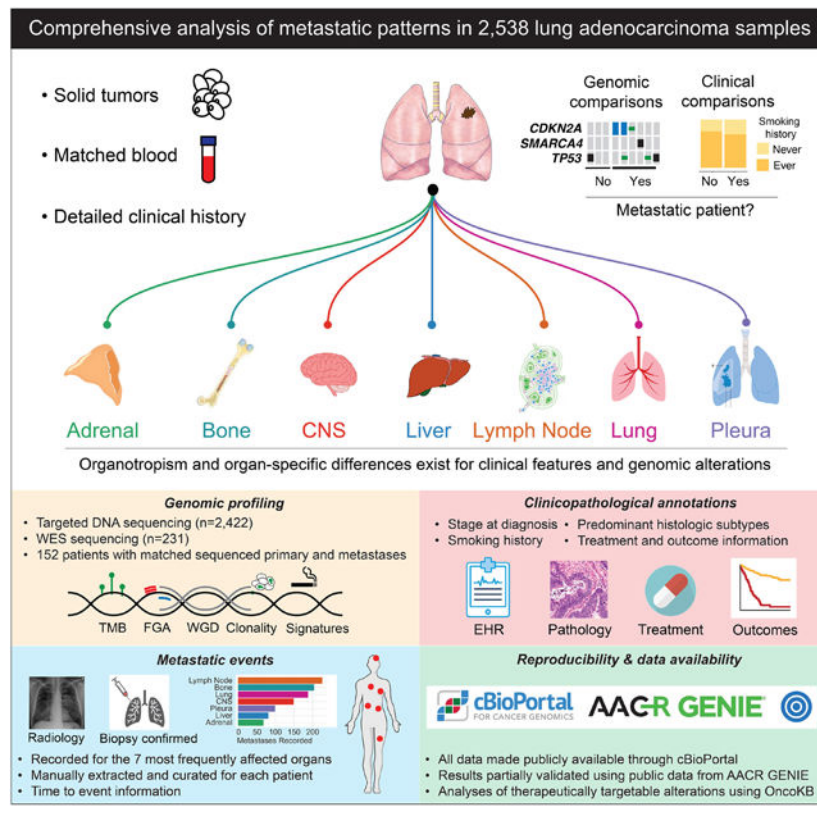 Comprehensive analysis of metastatic patterns in 2,538 lung adenocarcinoma samples
• Solid tumors
• Matched blood
• Detailed clinical history
Genomic comparisons
CDKN2A
SMARCA4
TP53
No Yes
Clinical comparisons
Smoking history
Never
Ever
No Yes
Metastatic patient?
Adrenal Bone CNS Liver Lymph Node Lung Pleura
Organotropism and organ-specific differences exist for clinical features and genomic alterations
Genomic profiling
• Targeted DNA sequencing (n=2,422)
• WES sequencing (n=231)
• 152 patients with matched sequenced primary and metastases
TMB FGA WGD Clonality Signatures
Clinicopathological annotations
• Stage at diagnosis • Predominant histologic subtypes
• Smoking history • Treatment and outcome information
EHR Pathology Treatment Outcomes
Metastatic events
Radiology Biopsy confirmed
Lymph Node
Bone
Lung
CNS
Pleura
Liver
Adrenal
0 50 100 150 200
Metastases Recorded
• Recorded for the 7 most frequently affected organs
• Manually extracted and curated for each patient
• Time to event information
Reproducibility & data availability
cBioPortal
FOR CANCER GENOMICS
AACR GENIE
• All data made publicly available through cBioPortal
• Results partially validated using public data from AACR GENIE
• Analyses of therapeutically targetable alterations using OncoKB